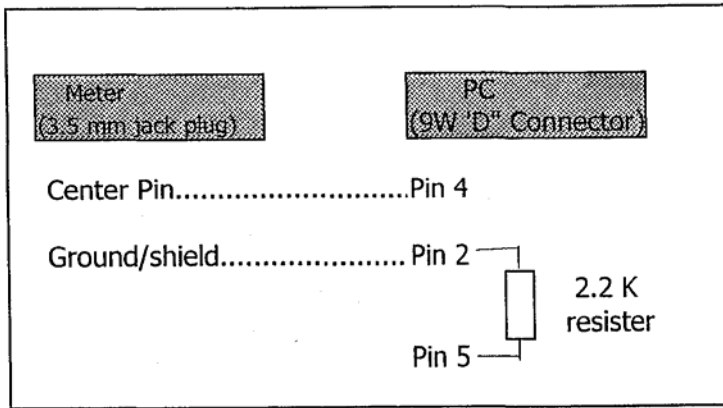 Meter
(3.5 mm jack plug)
PC
(9W 'D" Connector)
Center Pin..............................Pin 4
Ground/shield......................... Pin 2
2.2 K
resister
Pin 5